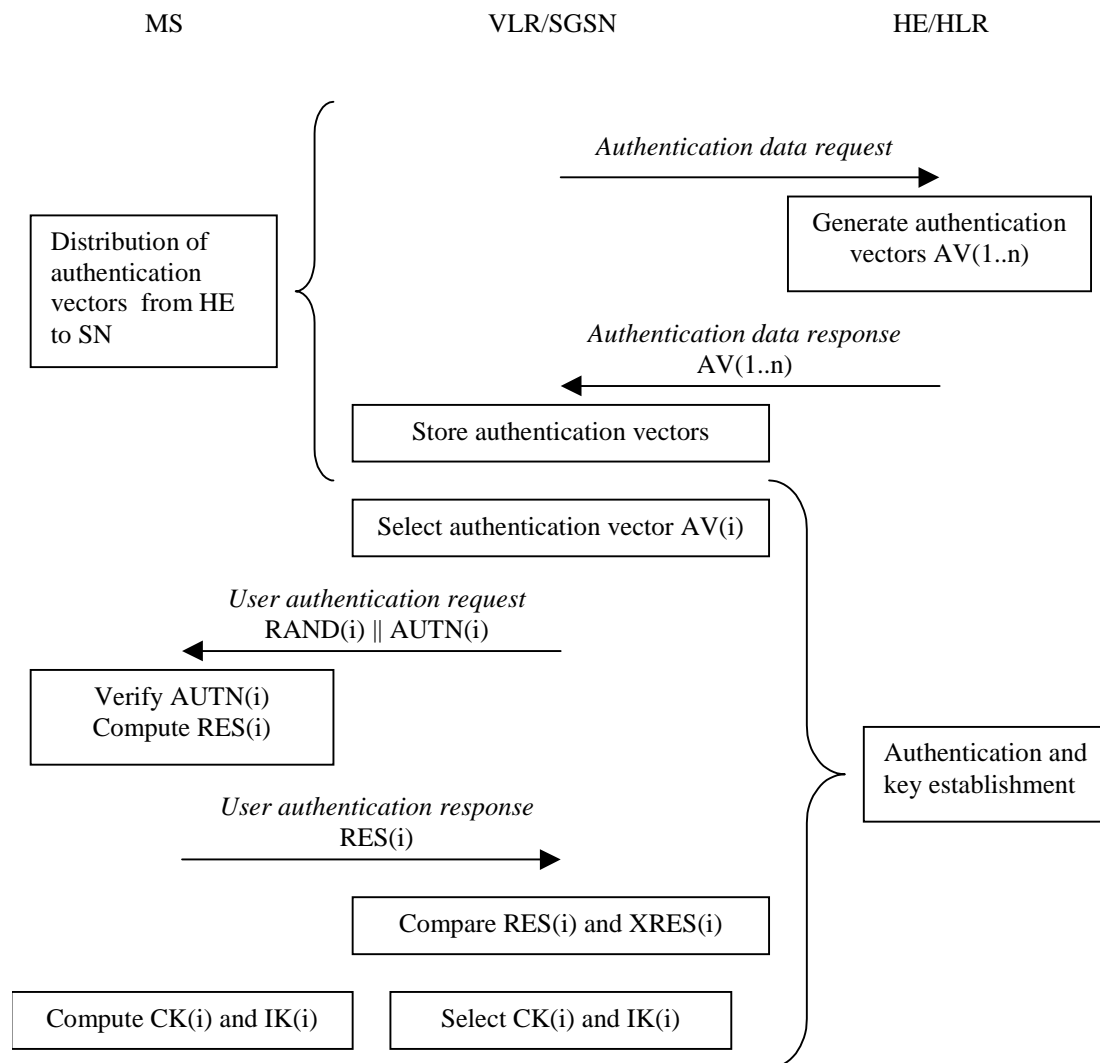 MS VLR/SGSN HE/HLR
Authentication data request
Generate authentication
vectors AV(1..n)
Distribution of
authentication
vectors from HE
to SN
Authentication data response
AV(1..n)
Store authentication vectors
Select authentication vector AV(i)
User authentication request
RAND(i) || AUTN(i)
Verify AUTN(i)
Compute RES(i)
Authentication and
key establishment
User authentication response
RES(i)
Compare RES(i) and XRES(i)
Compute CK(i) and IK(i)
Select CK(i) and IK(i)